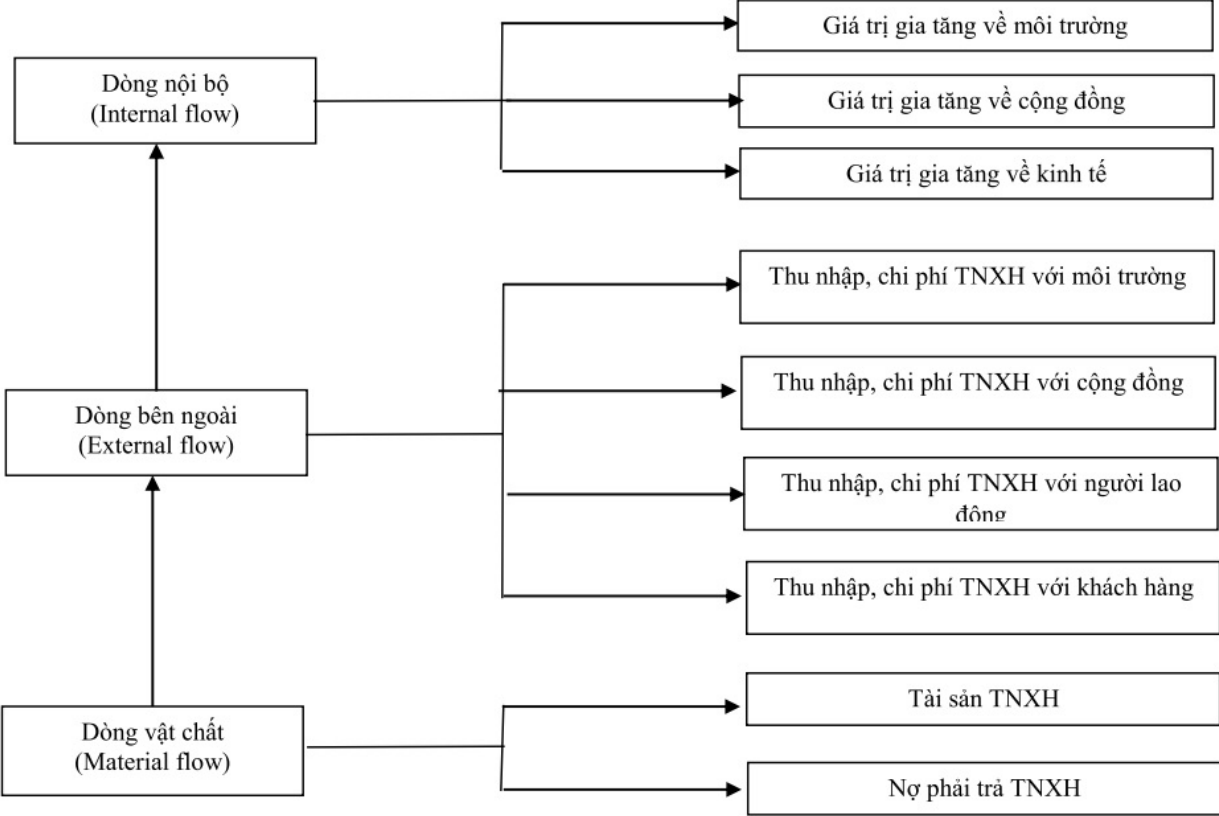 Giá trị gia tăng về môi trường
Dòng nội bộ
(Internal flow)
Giá trị gia tăng về cộng đồng
Giá trị gia tăng về kinh tế
Thu nhập, chi phí TNXH với môi trường
Thu nhập, chi phí TNXH với cộng đồng
Dòng bên ngoài
(External flow)
Thu nhập, chi phí TNXH với người lao
động
Thu nhập, chi phí TNXH với khách hàng
Tài sản TNXH
Dòng vật chất
(Material flow)
Nợ phải trả TNXH